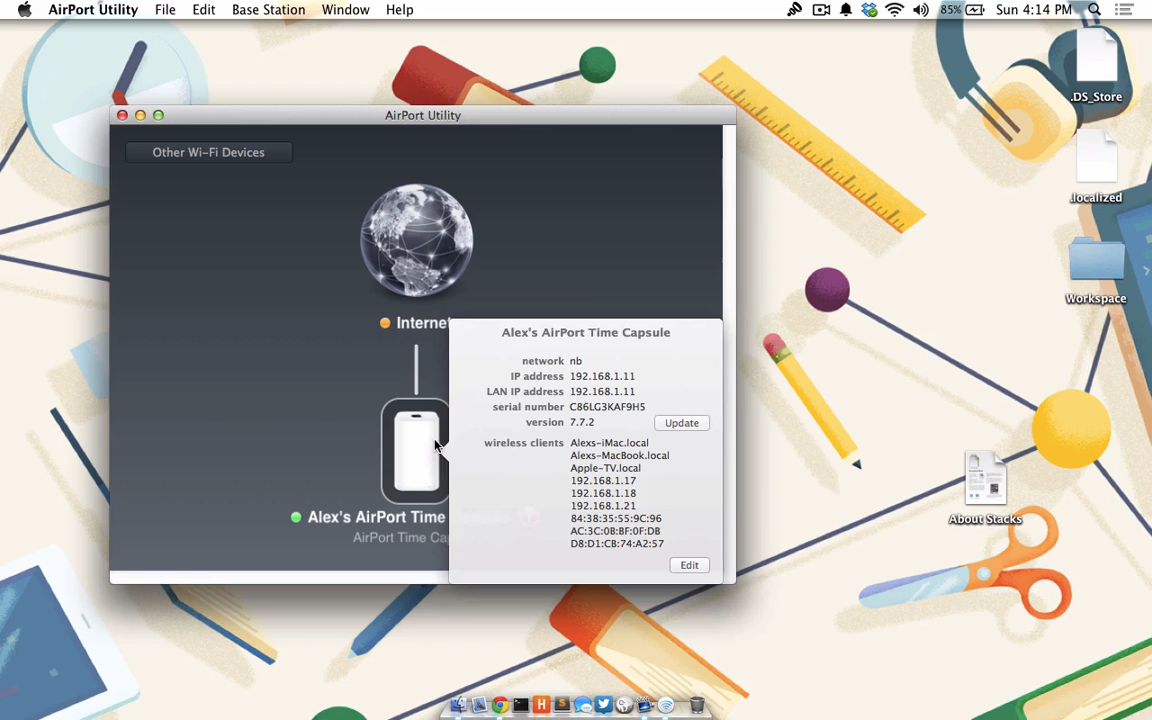 AirPort Utility File Edit Base Station Window Help 85% Sun 4:14 PM
.DS_Store
AirPort Utility
Other Wi-Fi Devices
.localized
Workspace
Internet
Alex's AirPort Time Capsule
network nb
IP address 192.168.1.11
LAN IP address 192.168.1.11
serial number C86LG3KAF9H5
version 7.7.2 Update
wireless clients Alexs-iMac.local
Alexs-MacBook.local
Apple-TV.local
192.168.1.17
192.168.1.18
192.168.1.21
84:38:35:55:9C:96
AC:3C:0B:BF:0F:DB
D8:D1:CB:74:A2:57
Edit
Alex's AirPort Time
AirPort Time Cap
About Stacks